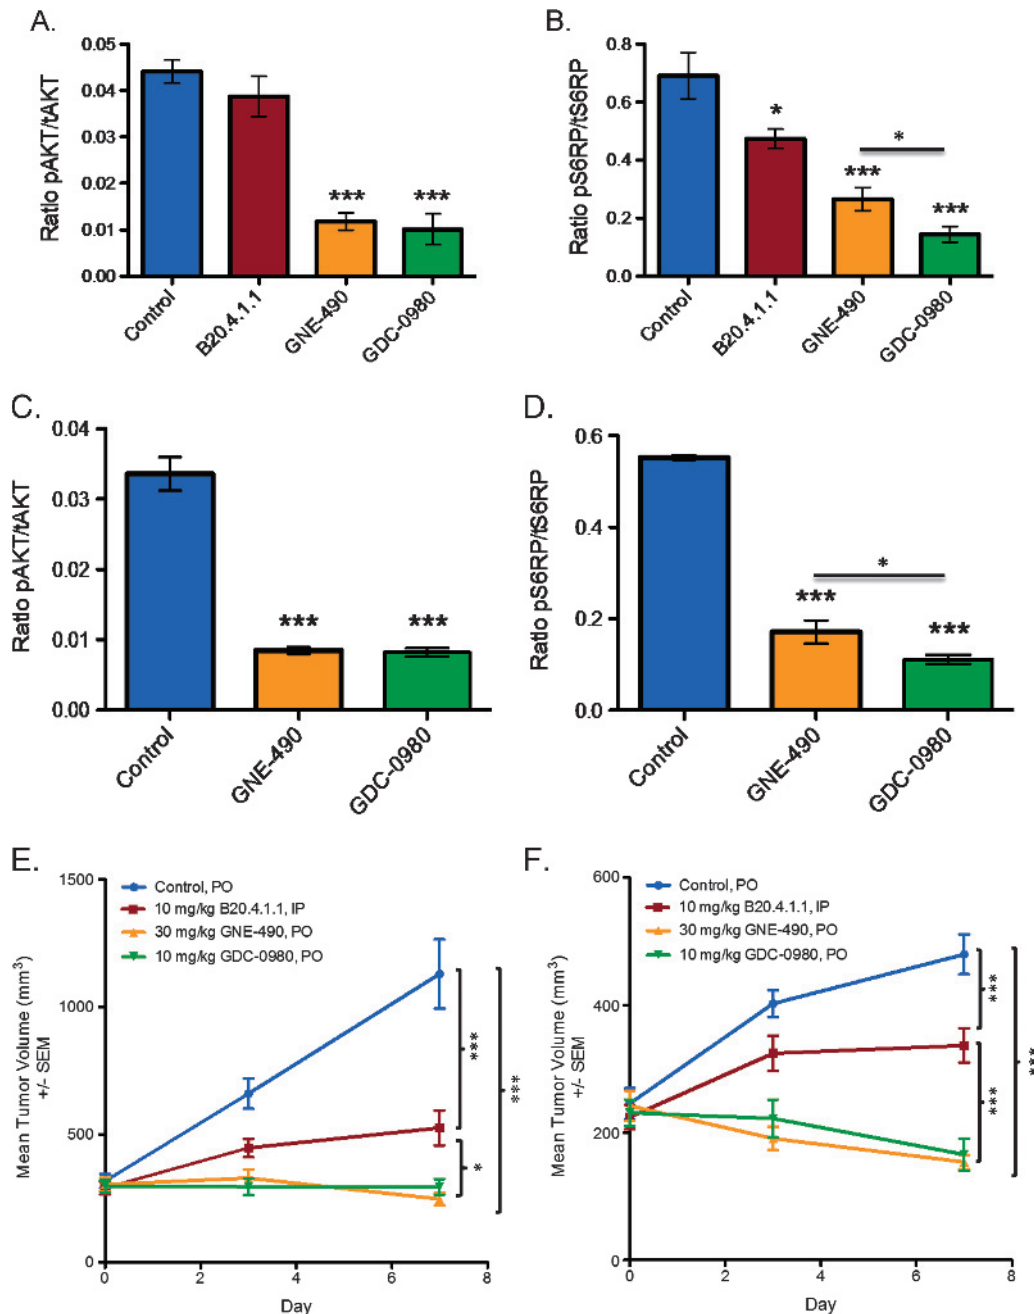 A.
Ratio pAKT/tAKT
0.05
0.04
0.03
0.02
0.01
0.00
***
***
Control
B20.4.1.1
GNE-490
GDC-0980
B.
Ratio pS6RP/tS6RP
0.8
0.6
0.4
0.2
0.0
*
***
*
***
Control
B20.4.1.1
GNE-490
GDC-0980
C.
Ratio pAKT/tAKT
0.04
0.03
0.02
0.01
0.00
***
***
Control
GNE-490
GDC-0980
D.
Ratio pS6RP/tS6RP
0.6
0.4
0.2
0.0
*
***
***
Control
GNE-490
GDC-0980
E.
Mean Tumor Volume (mm³)
+/- SEM
1500
1000
500
0
Control, PO
10 mg/kg B20.4.1.1, IP
30 mg/kg GNE-490, PO
10 mg/kg GDC-0980, PO
***
***
*
0 2 4 6 8
Day
F.
Mean Tumor Volume (mm³)
+/- SEM
600
400
200
0
Control, PO
10 mg/kg B20.4.1.1, IP
30 mg/kg GNE-490, PO
10 mg/kg GDC-0980, PO
***
***
***
0 2 4 6 8
Day